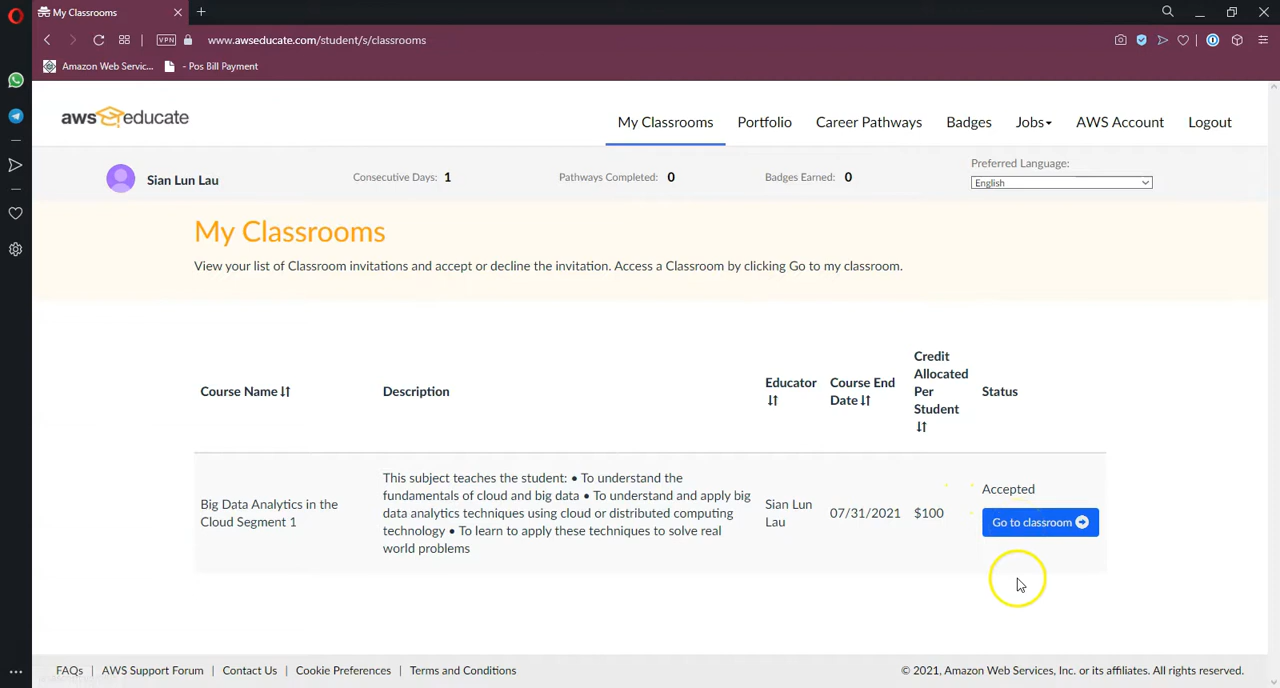 My Classrooms
www.awseducate.com/student/s/classrooms
VPN
Amazon Web Servic...
- Pos Bill Payment
aws educate
My Classrooms
Portfolio
Career Pathways
Badges
Jobs
AWS Account
Logout
Sian Lun Lau
Consecutive Days: 1
Pathways Completed: 0
Badges Earned: 0
Preferred Language:
English
My Classrooms
View your list of Classroom invitations and accept or decline the invitation. Access a Classroom by clicking Go to my classroom.
Course Name
Description
Educator
Course End
Date
Credit
Allocated
Per
Student
Status
Big Data Analytics in the
Cloud Segment 1
This subject teaches the student: • To understand the
fundamentals of cloud and big data • To understand and apply big
data analytics techniques using cloud or distributed computing
technology • To learn to apply these techniques to solve real
world problems
Sian Lun
Lau
07/31/2021
$100
Accepted
Go to classroom
FAQs | AWS Support Forum | Contact Us | Cookie Preferences | Terms and Conditions
© 2021, Amazon Web Services, Inc. or its affiliates. All rights reserved.